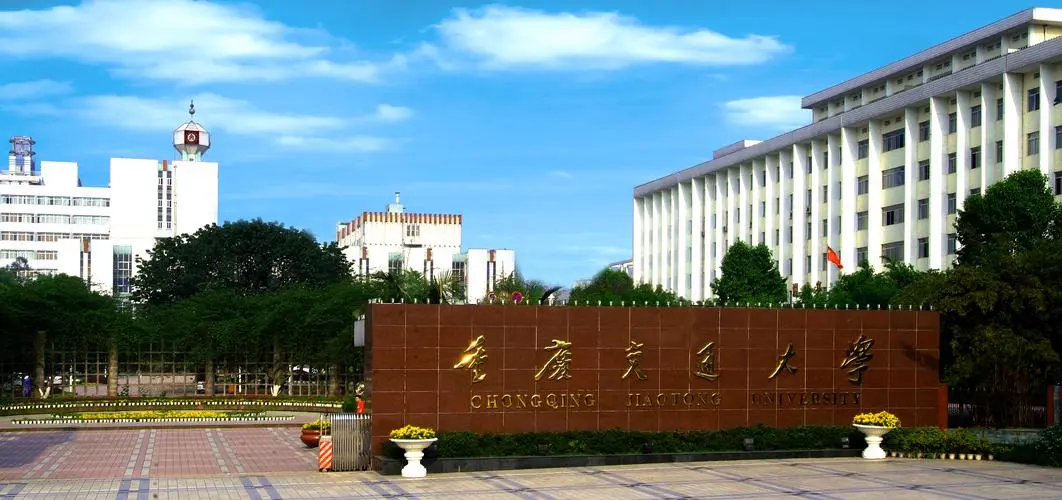 重庆交通大学
CHONGQING JIAOTONG UNIVERSITY